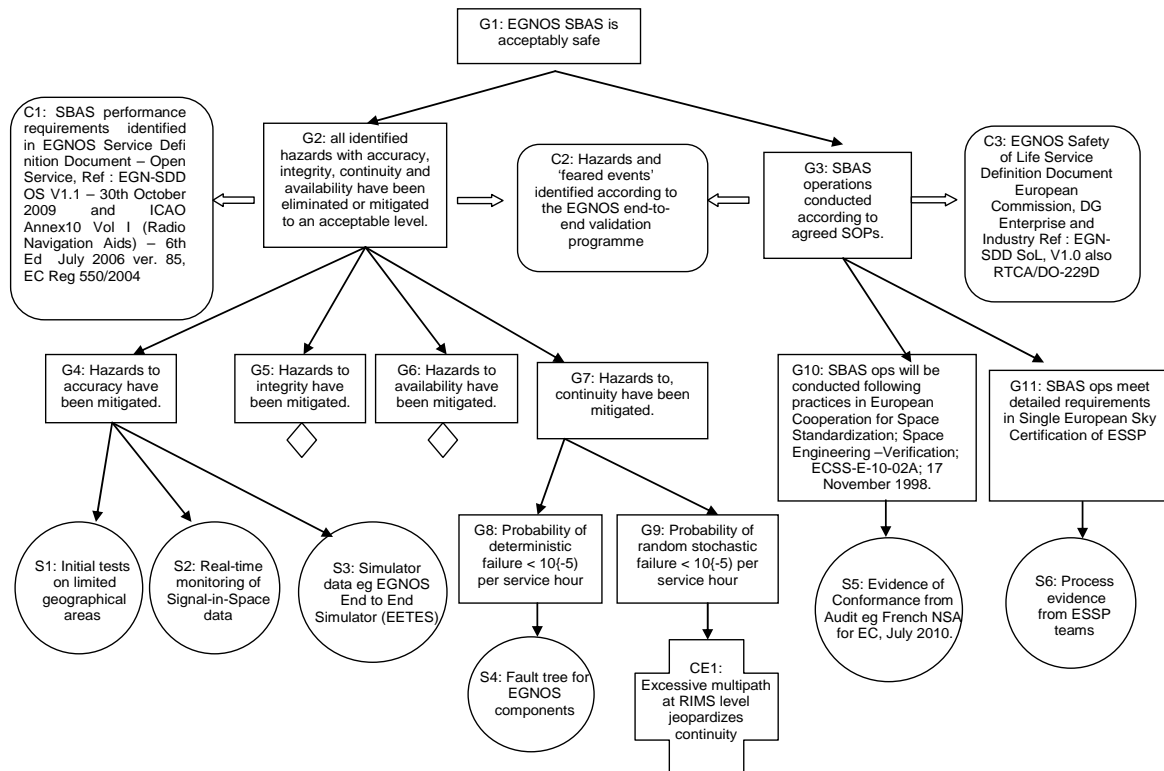 G1: EGNOS SBAS is
acceptably safe
C1: SBAS performance
requirements identified
in EGNOS Service Defi
nition Document – Open
Service, Ref : EGN-SDD
OS V1.1 – 30th October
2009 and ICAO
Annex10 Vol I (Radio
Navigation Aids) – 6th
Ed July 2006 ver. 85,
EC Reg 550/2004
G2: all identified
hazards with accuracy,
integrity, continuity and
availability have been
eliminated or mitigated
to an acceptable level.
C2: Hazards and
‘feared events’
identified according to
the EGNOS end-to-
end validation
programme
G3: SBAS
operations
conducted
according to
agreed SOPs.
C3: EGNOS Safety
of Life Service
Definition Document
European
Commission, DG
Enterprise and
Industry Ref : EGN-
SDD SoL, V1.0 also
RTCA/DO-229D
G4: Hazards to
accuracy have
been mitigated.
G5: Hazards to
integrity have
been mitigated.
G6: Hazards to
availability have
been mitigated.
G7: Hazards to,
continuity have been
mitigated.
G10: SBAS ops will be
conducted following
practices in European
Cooperation for Space
Standardization; Space
Engineering –Verification;
ECSS-E-10-02A; 17
November 1998.
G11: SBAS ops meet
detailed requirements
in Single European Sky
Certification of ESSP
S1: Initial tests
on limited
geographical
areas
S2: Real-time
monitoring of
Signal-in-Space
data
S3: Simulator
data eg EGNOS
End to End
Simulator (EETES)
G8: Probability of
deterministic
failure < 10{-5)
per service hour
G9: Probability of
random stochastic
failure < 10{-5) per
service hour
S4: Fault tree for
EGNOS
components
CE1:
Excessive multipath
at RIMS level
jeopardizes
continuity
S5: Evidence of
Conformance from
Audit eg French NSA
for EC, July 2010.
S6: Process
evidence
from ESSP
teams